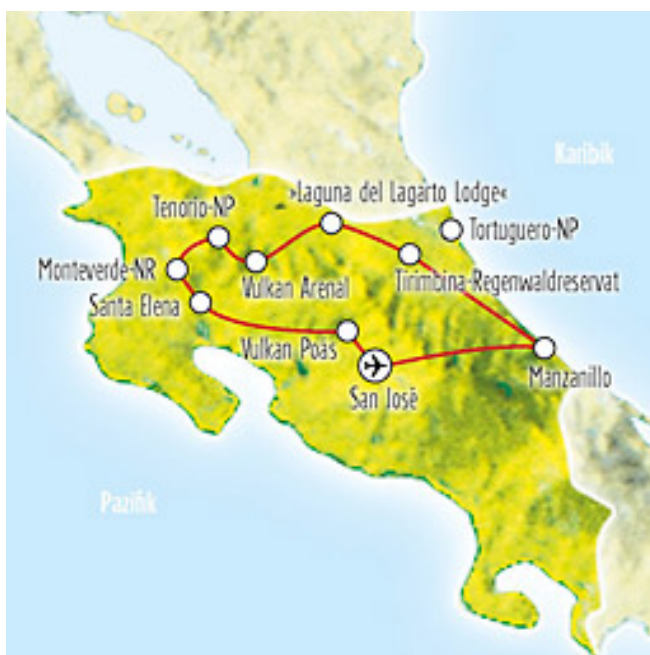 Karibik
»Laguna del Lagarto Lodge«
Tenorio-NP
Tortuguero-NP
Monteverde-NR
Vulkan Arenal
Tirimbina-Regenwaldreservat
Santa Elena
Vulkan Poás
Manzanillo
San José
Pazifik